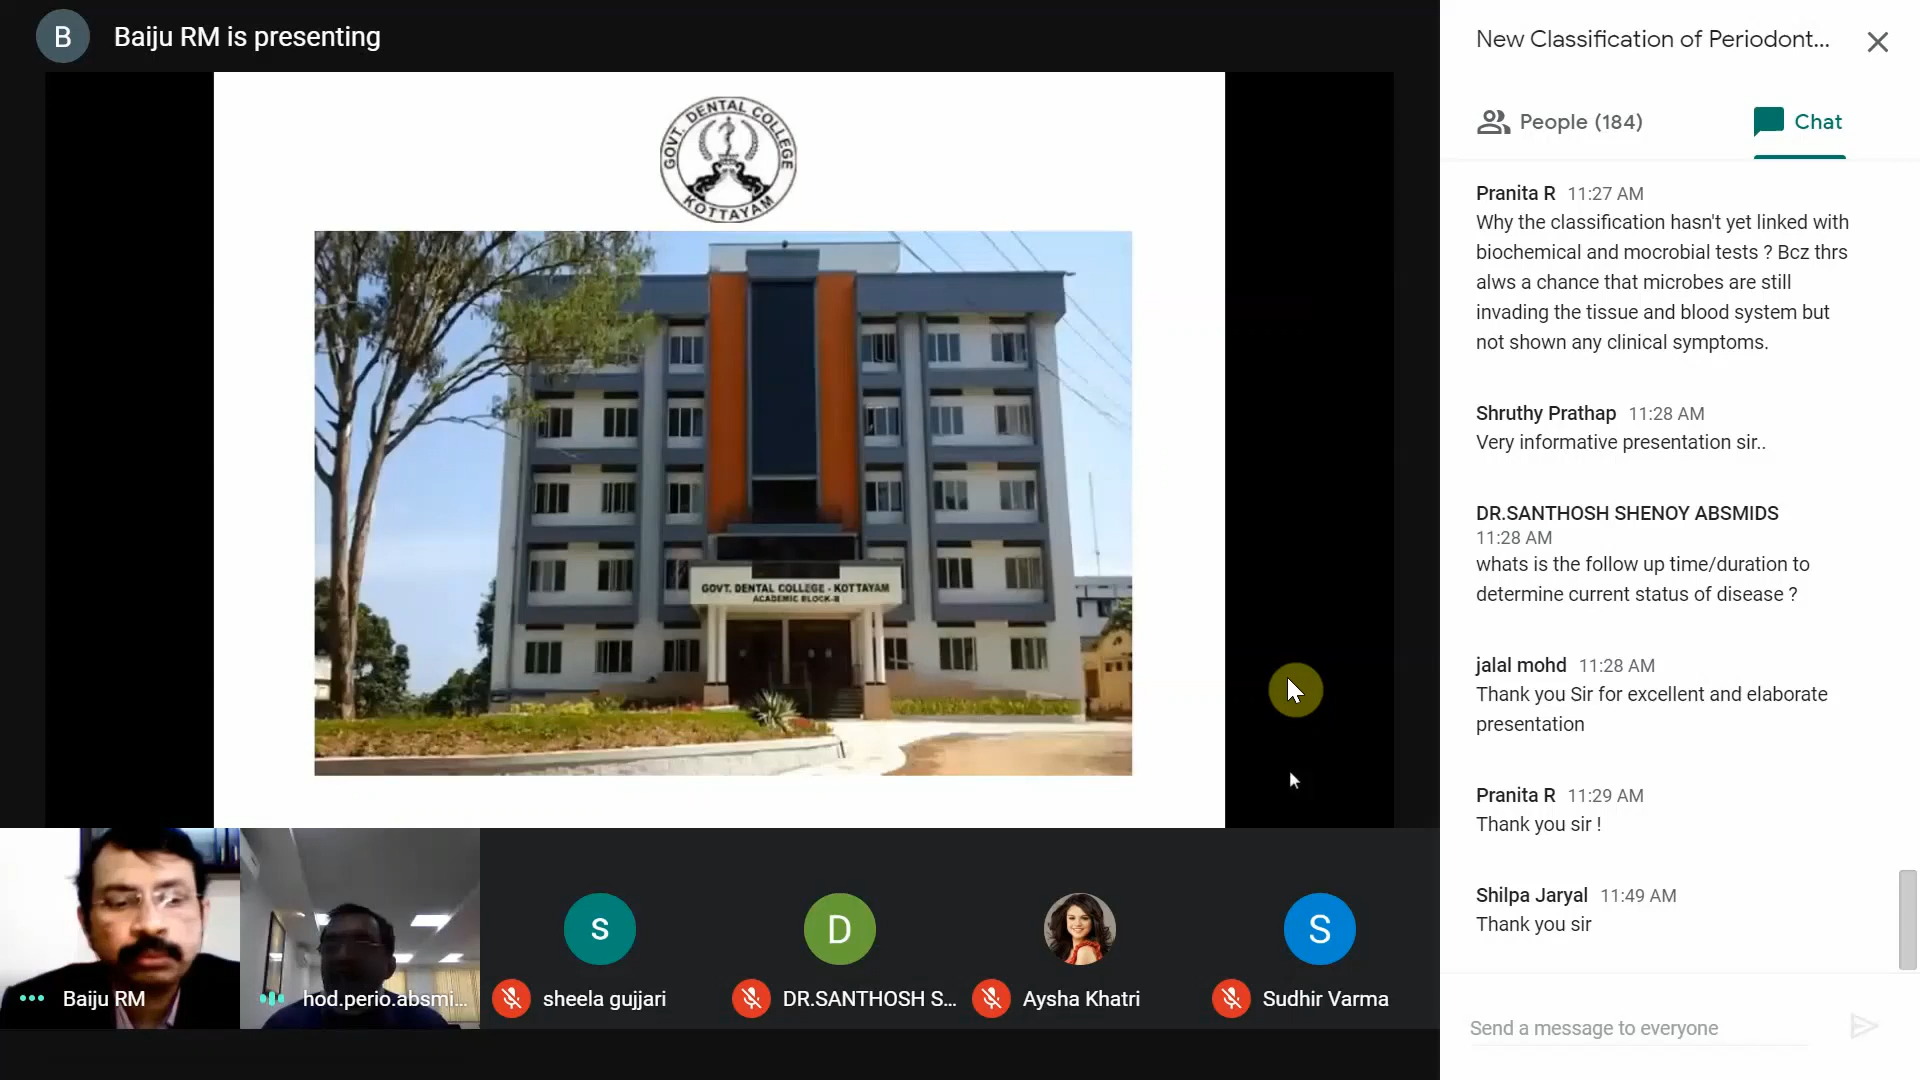 B
Baiju RM is presenting
GOVT. DENTAL COLLEGE
KOTTAYAM
GOVT. DENTAL COLLEGE - KOTTAYAM
ACADEMIC BLOCK-II
Baiju RM
hod.perio.absmi...
s
sheela gujjari
D
DR.SANTHOSH S...
Aysha Khatri
S
Sudhir Varma
New Classification of Periodont...
People (184)
Chat
Pranita R 11:27 AM
Why the classification hasn't yet linked with
biochemical and mocrobial tests ? Bcz thrs
alws a chance that microbes are still
invading the tissue and blood system but
not shown any clinical symptoms.
Shruthy Prathap 11:28 AM
Very informative presentation sir..
DR.SANTHOSH SHENOY ABSMIDS
11:28 AM
whats is the follow up time/duration to
determine current status of disease ?
jalal mohd 11:28 AM
Thank you Sir for excellent and elaborate
presentation
Pranita R 11:29 AM
Thank you sir !
Shilpa Jaryal 11:49 AM
Thank you sir
Send a message to everyone